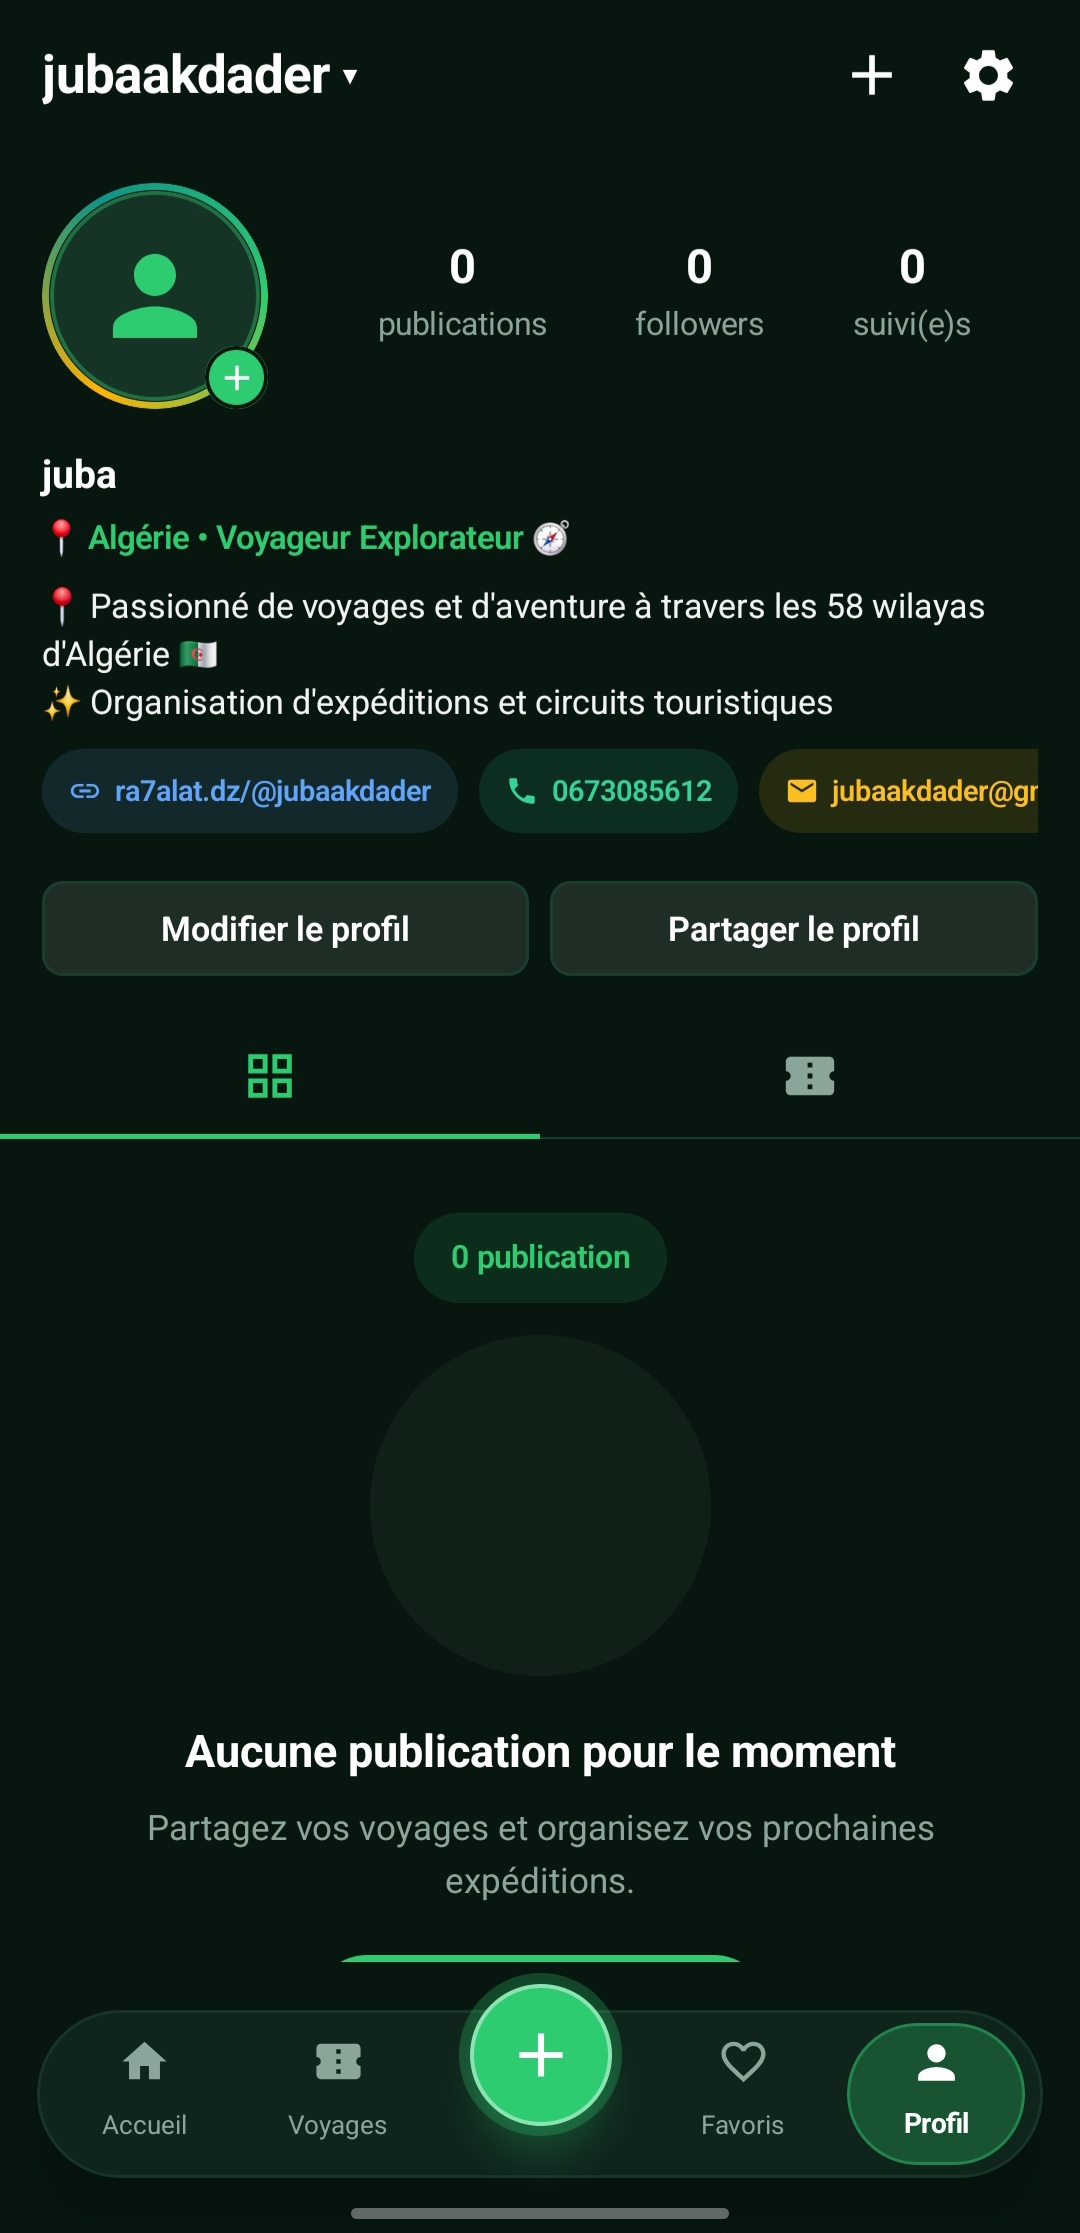 jubaakdader ▾
0
publications
0
followers
0
suivi(e)s
juba
📍 Algérie • Voyageur Explorateur 🧭
📍 Passionné de voyages et d'aventure à travers les 58 wilayas
d'Algérie 🇩🇿
✨ Organisation d'expéditions et circuits touristiques
ra7alat.dz/@jubaakdader
0673085612
jubaakdader@gr
Modifier le profil
Partager le profil
0 publication
Aucune publication pour le moment
Partagez vos voyages et organisez vos prochaines
expéditions.
Accueil
Voyages
Favoris
Profil